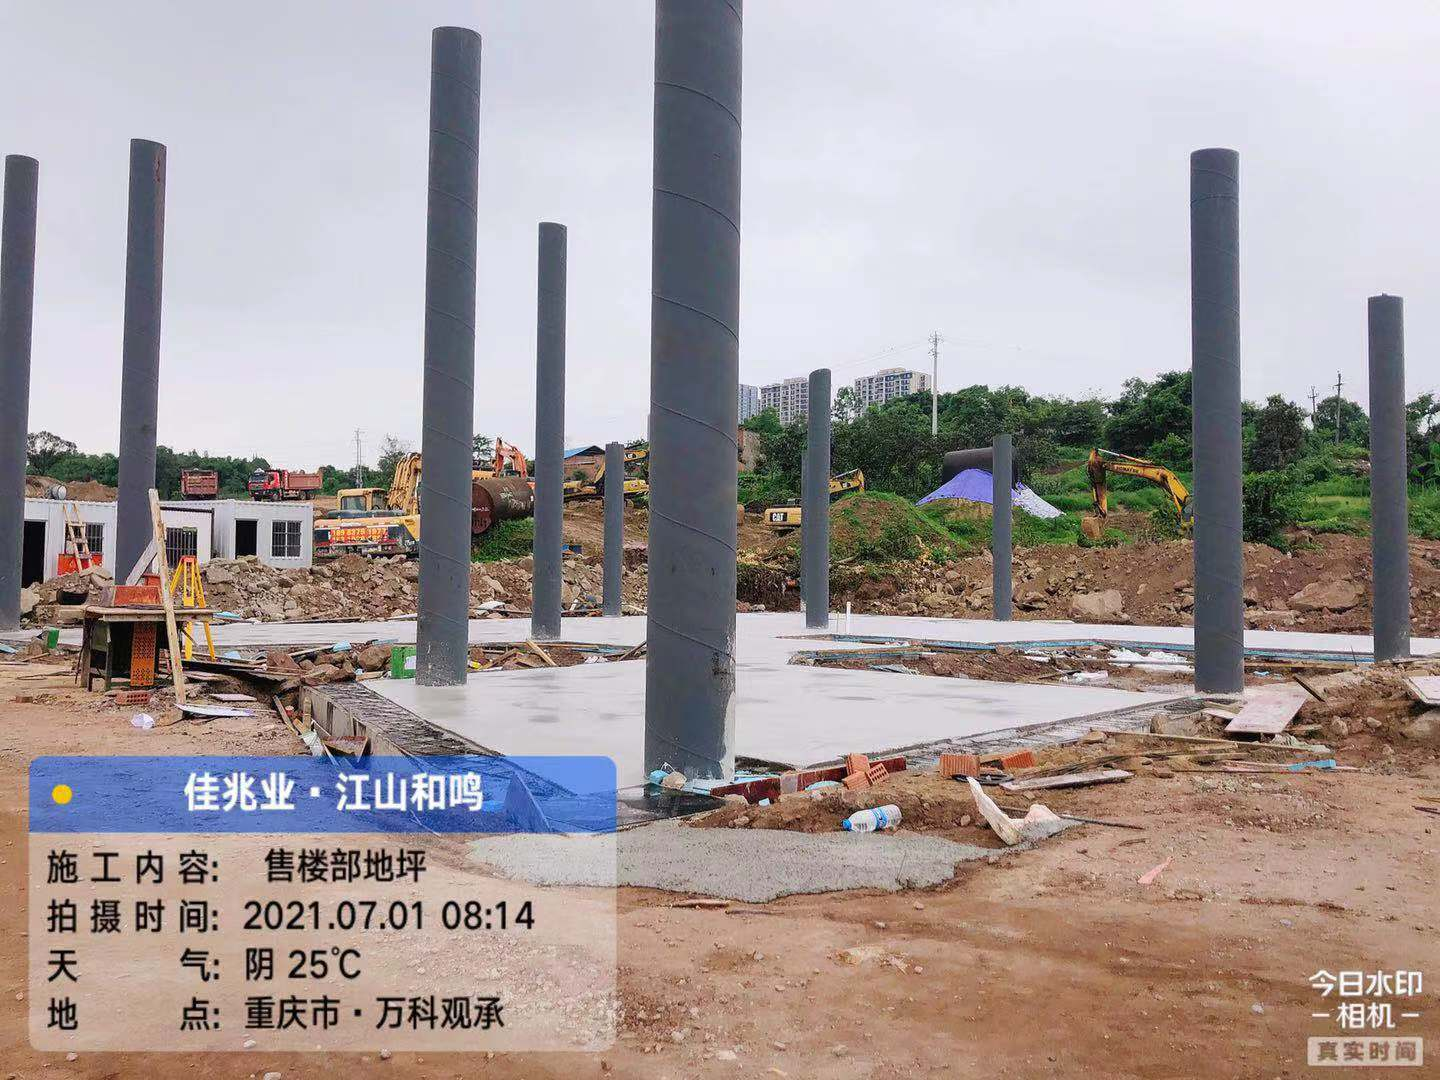 佳兆业·江山和鸣
施工内容: 售楼部地坪
拍摄时间: 2021.07.01 08:14
天气: 阴 25℃
地点: 重庆市·万科观承
今日水印
-相机-
真实时间
CAT
KOMATSU